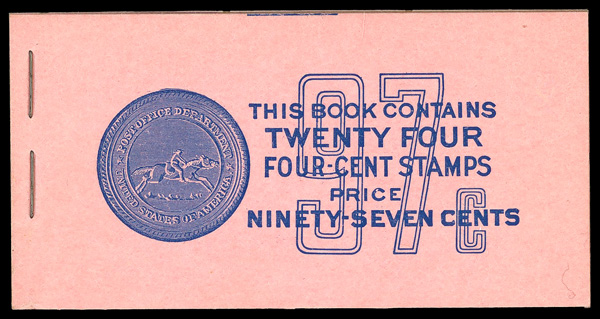 POST OFFICE DEPARTMENT
UNITED STATES OF AMERICA
THIS BOOK CONTAINS
TWENTY FOUR
FOUR-CENT STAMPS
PRICE
NINETY-SEVEN CENTS
97c